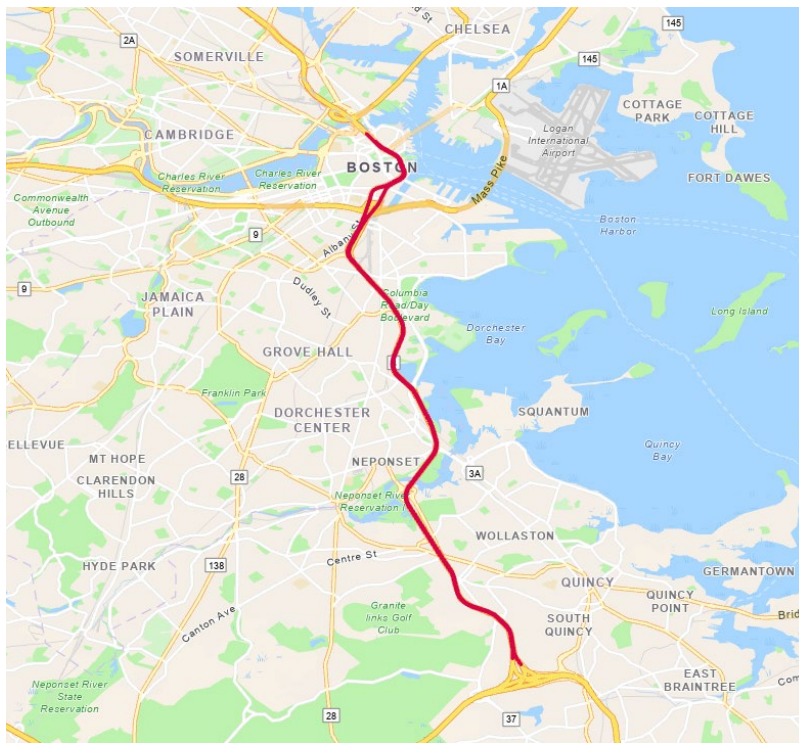 CHELSEA
145
2A
SOMERVILLE
145
1A
COTTAGE
PARK
COTTAGE
HILL
CAMBRIDGE
Logan
International
Airport
BOSTON
Charles River
Reservation
Charles River
Reservation
FORT DAWES
Mass Pike
Commonwealth
Avenue
Outbound
Boston
Harbor
9
Albany St
9
Dudley St
JAMAICA
PLAIN
Columbia
Road/Day
Boulevard
Long Island
Dorchester
Bay
GROVE HALL
Franklin Park
DORCHESTER
CENTER
SQUANTUM
ELLEVUE
MT HOPE
NEPONSET
Quincy
Bay
CLARENDON
HILLS
28
3A
Neponset River
Reservation I
WOLLASTON
Centre St
HYDE PARK
138
GERMANTOWN
QUINCY
QUINCY
POINT
Canton Ave
Granite
links Golf
Club
SOUTH
QUINCY
Brid
EAST
BRAINTREE
Com
Neponset River
State
Reservation
28
37